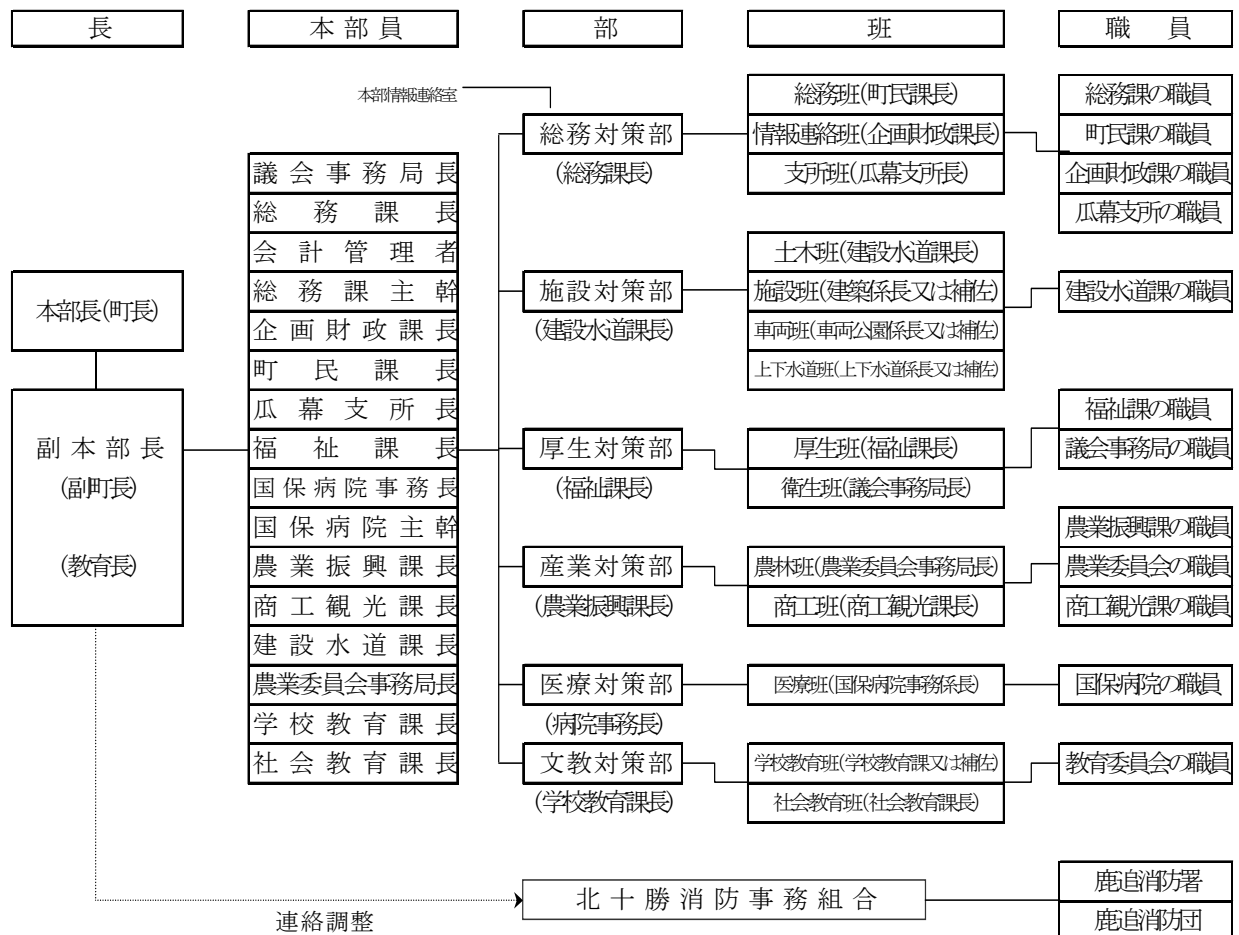 長
本部員
部
班
職員
本部情報連絡室
本部長(町長)
副本部長
(副町長)
(教育長)
議会事務局長
総務課長
会計管理者
総務課主幹
企画財政課長
町民課長
瓜幕支所長
福祉課長
国保病院事務長
国保病院主幹
農業振興課長
商工観光課長
建設水道課長
農業委員会事務局長
学校教育課長
社会教育課長
総務対策部
(総務課長)
総務班(町民課長)
情報連絡班(企画財政課長)
支所班(瓜幕支所長)
総務課の職員
町民課の職員
企画財政課の職員
瓜幕支所の職員
施設対策部
(建設水道課長)
土木班(建設水道課長)
施設班(建築係長又は補佐)
車両班(車両公園係長又は補佐)
上下水道班(上下水道係長又は補佐)
建設水道課の職員
厚生対策部
(福祉課長)
厚生班(福祉課長)
衛生班(議会事務局長)
福祉課の職員
議会事務局の職員
産業対策部
(農業振興課長)
農林班(農業委員会事務局長)
商工班(商工観光課長)
農業振興課の職員
農業委員会の職員
商工観光課の職員
医療対策部
(病院事務長)
医療班(国保病院事務係長)
国保病院の職員
文教対策部
(学校教育課長)
学校教育班(学校教育課又は補佐)
社会教育班(社会教育課長)
教育委員会の職員
連絡調整
北十勝消防事務組合
鹿追消防署
鹿追消防団